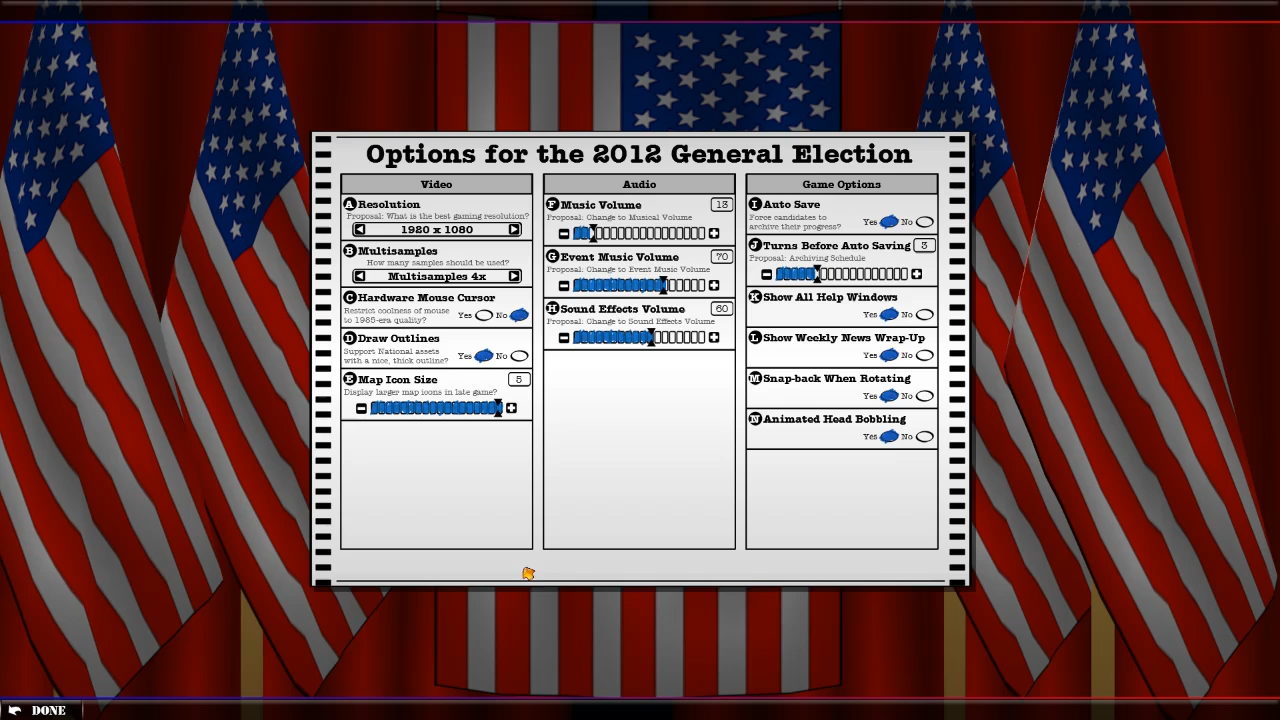 Options for the 2012 General Election
Video
A Resolution
Proposal: What is the best gaming resolution?
1920 x 1080
B Multisamples
How many samples should be used?
Multisamples 4x
C Hardware Mouse Cursor
Restrict coolness of mouse
to 1985-era quality?
Yes No
D Draw Outlines
Support National assets
with a nice, thick outline?
Yes No
E Map Icon Size 5
Display larger map icons in late game?
Audio
F Music Volume 13
Proposal: Change to Musical Volume
G Event Music Volume 70
Proposal: Change to Event Music Volume
H Sound Effects Volume 60
Proposal: Change to Sound Effects Volume
Game Options
I Auto Save
Force candidates to
archive their progress?
Yes No
J Turns Before Auto Saving 3
Proposal: Archiving Schedule
K Show All Help Windows
Yes No
L Show Weekly News Wrap-Up
Yes No
M Snap-back When Rotating
Yes No
N Animated Head Bobbling
Yes No
DONE